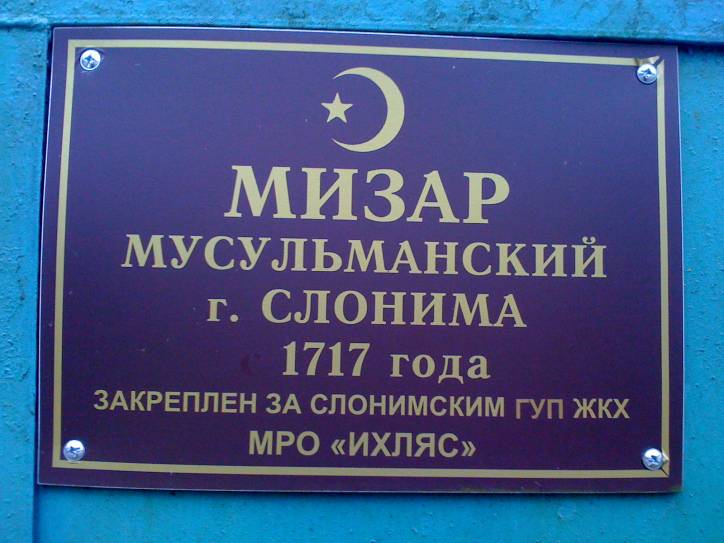 МИЗАР
МУСУЛЬМАНСКИЙ
г. СЛОНИМА
1717 года
ЗАКРЕПЛЕН ЗА СЛОНИМСКИМ ГУП ЖКХ
МРО «ИХЛЯС»